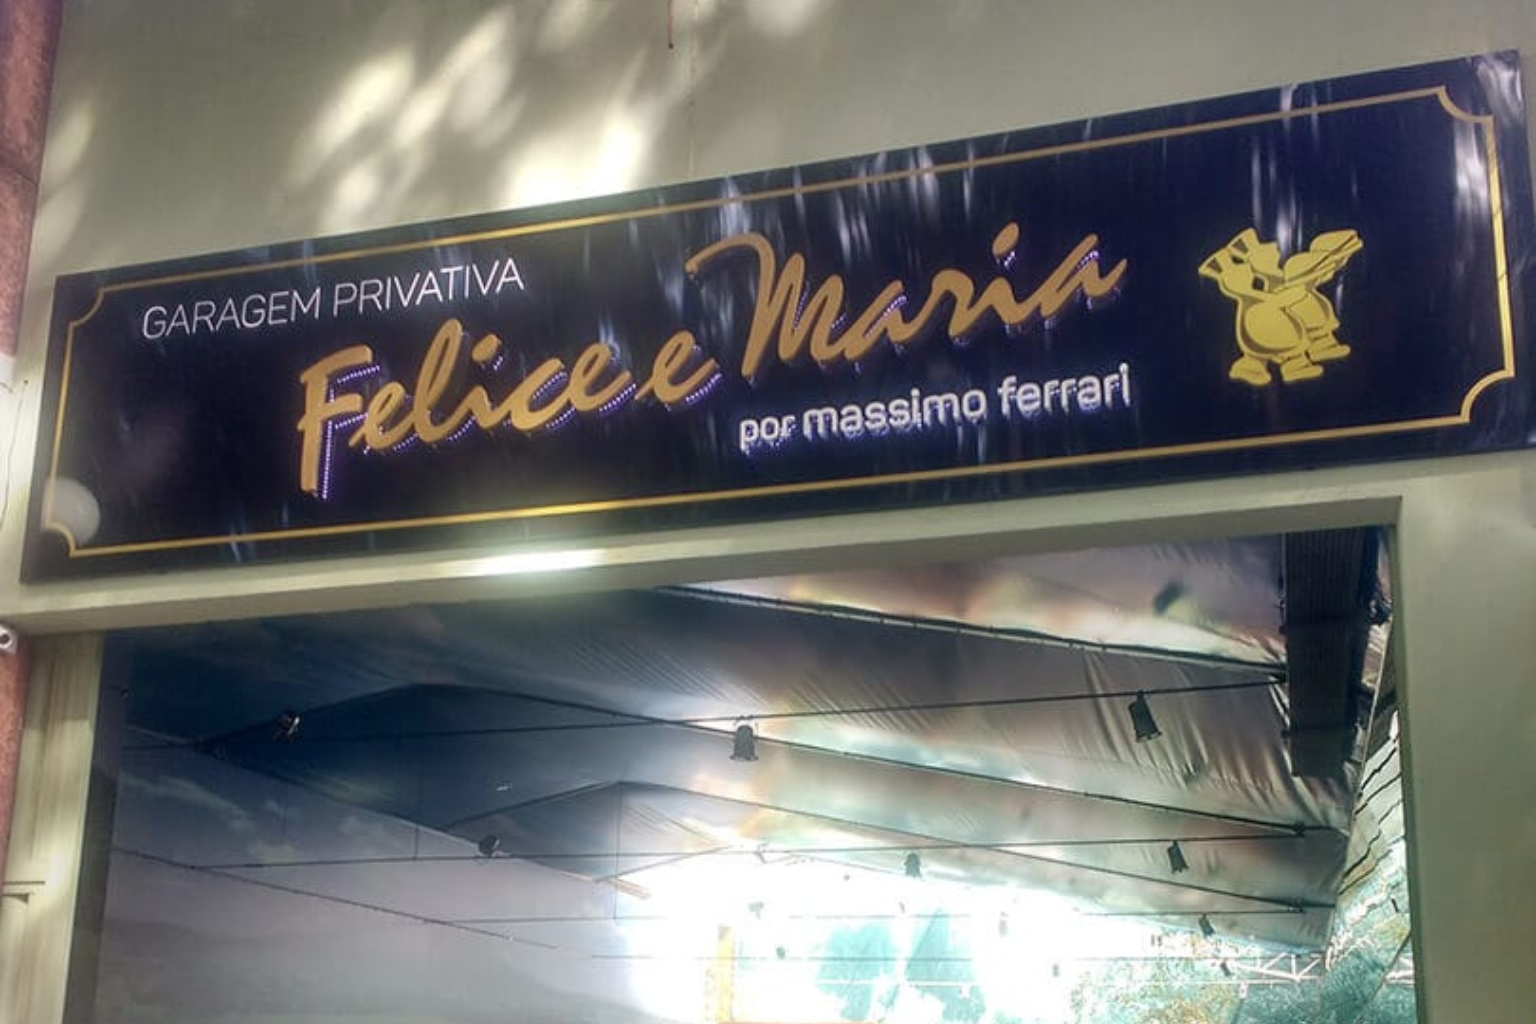 GARAGEM PRIVATIVA
Felice e Maria
por massimo ferrari